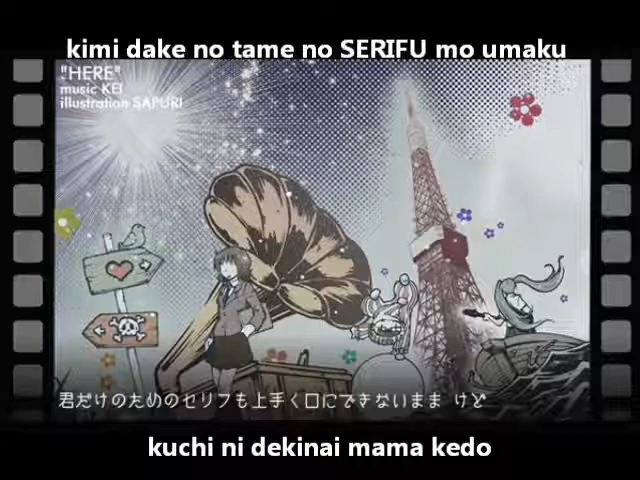 kimi dake no tame no SERIFU mo umaku
"HERE"
music KEI
illustration SAPURI
君だけのためのセリフも上手く口にできないまま けど
kuchi ni dekinai mama kedo